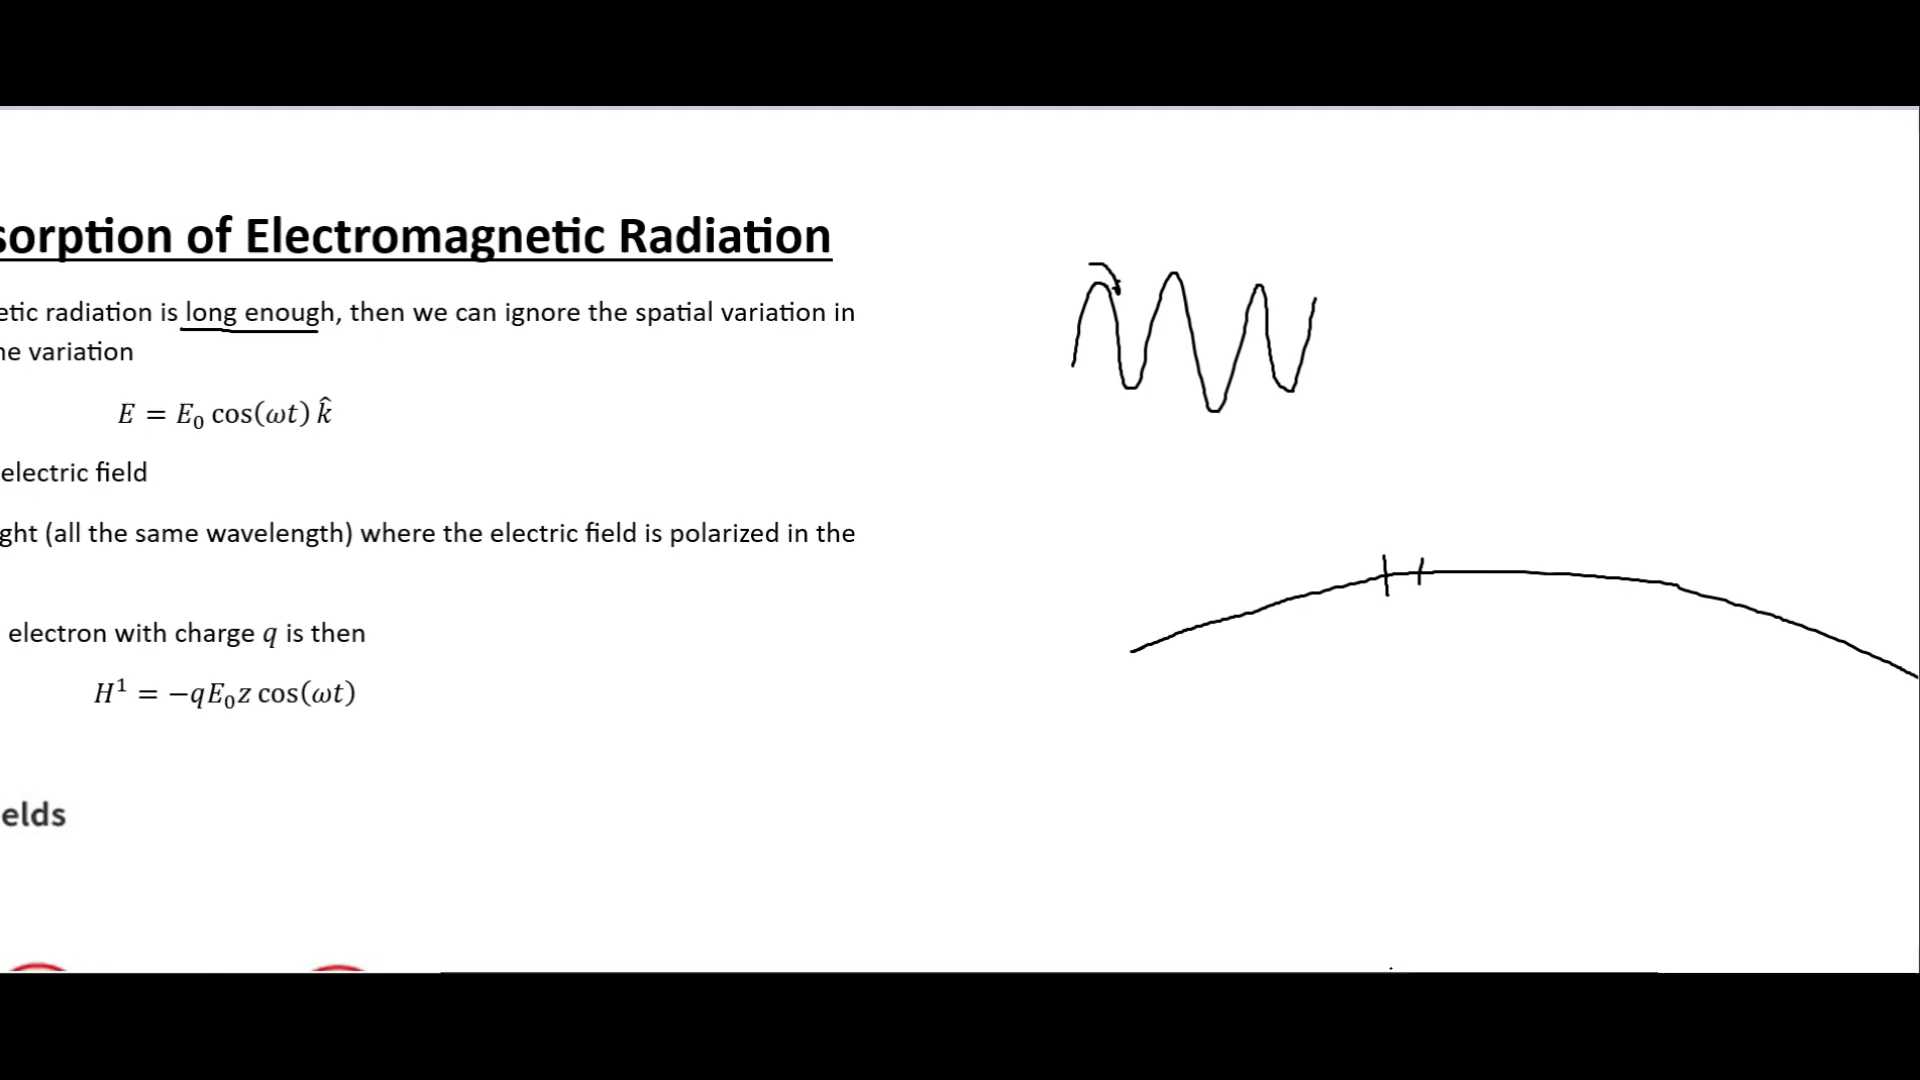 sorption of Electromagnetic Radiation
etic radiation is long enough, then we can ignore the spatial variation in
ne variation
E = E₀ cos(ωt) k̂
electric field
ght (all the same wavelength) where the electric field is polarized in the
electron with charge q is then
H¹ = −qE₀z cos(ωt)
elds